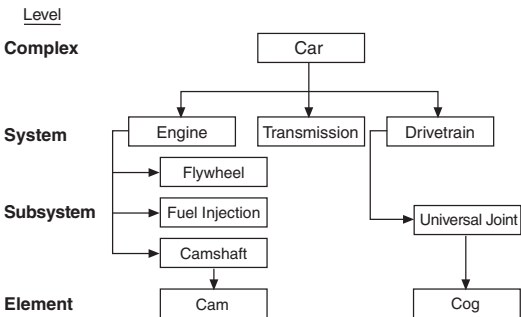 Level
Complex
Car
System
Engine
Transmission
Drivetrain
Flywheel
Subsystem
Fuel Injection
Universal Joint
Camshaft
Element
Cam
Cog